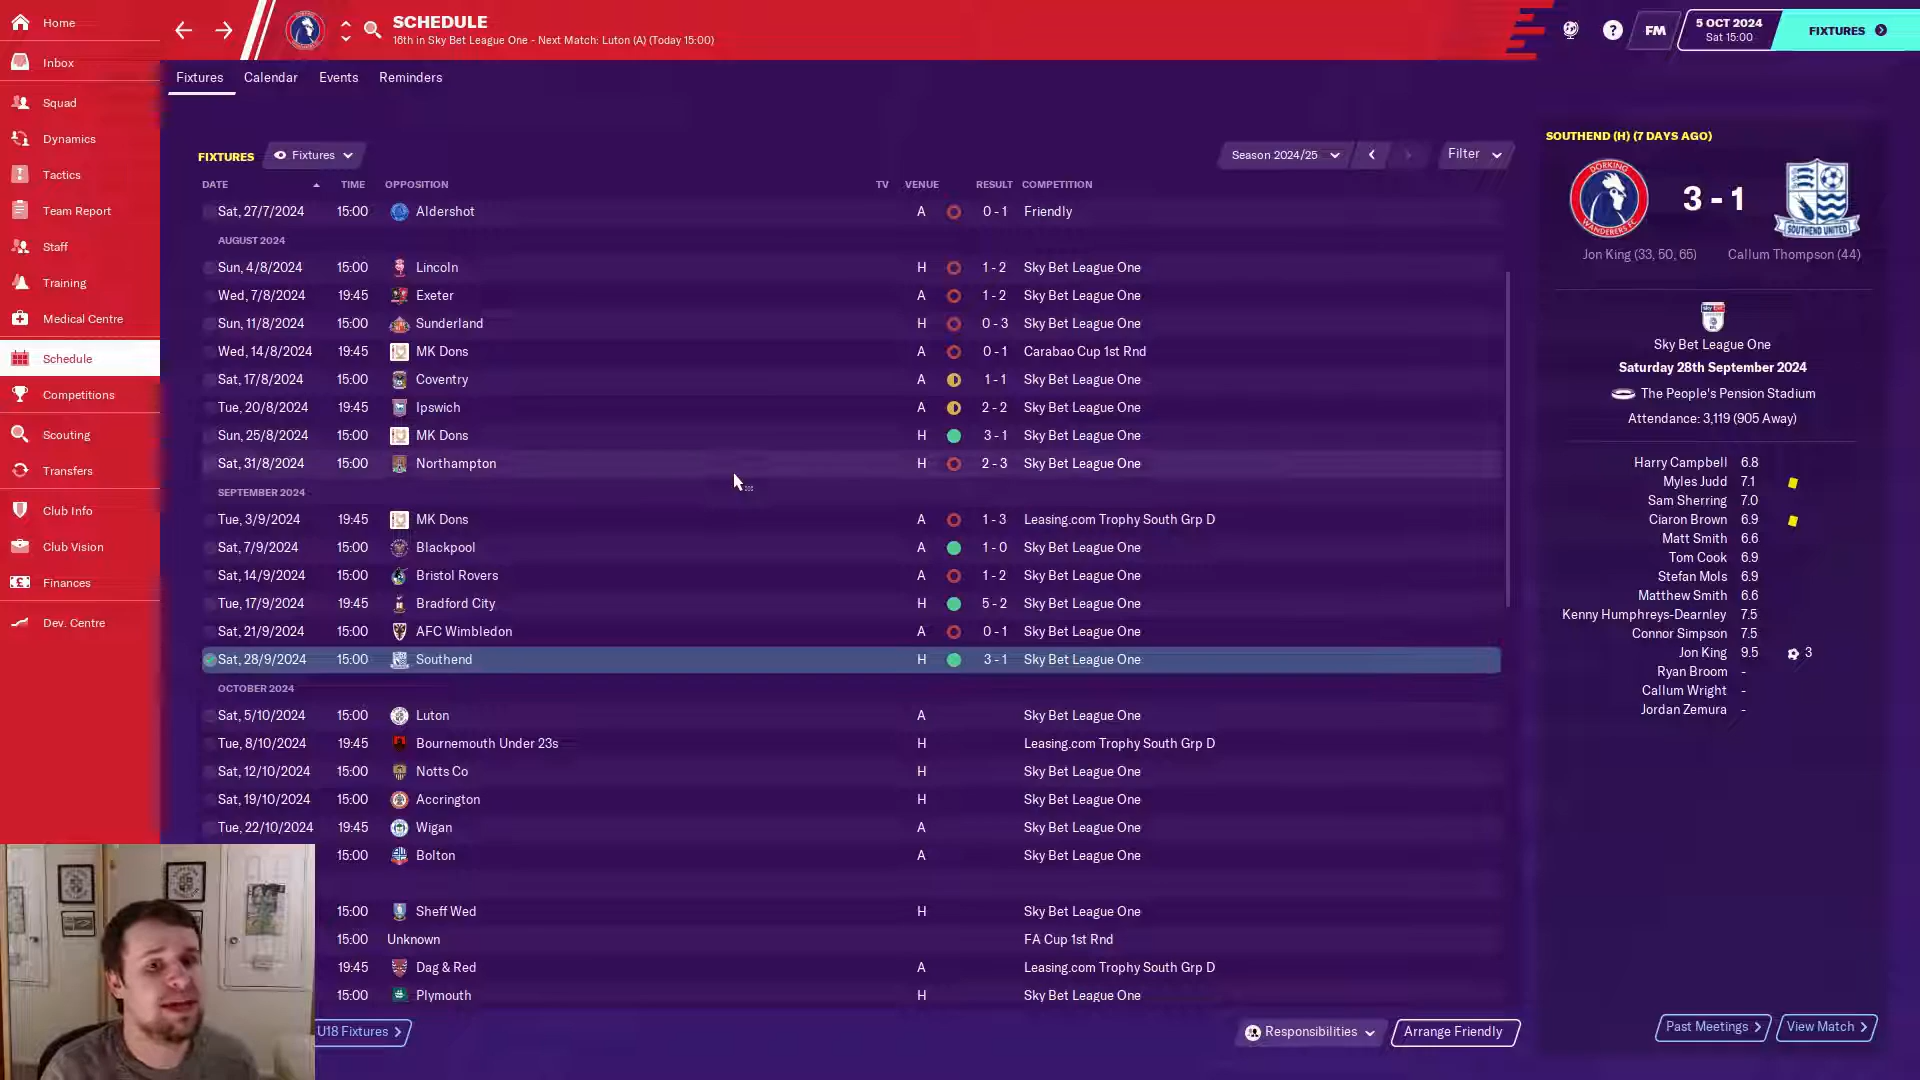 Home
SCHEDULE
16th in Sky Bet League One - Next Match: Luton (A) (Today 15:00)
FM
5 OCT 2024
Sat 15:00
FIXTURES
Inbox
Squad
Dynamics
Tactics
Team Report
Staff
Training
Medical Centre
Schedule
Competitions
Scouting
Transfers
Club Info
Club Vision
Finances
Dev. Centre
Fixtures Calendar Events Reminders
FIXTURES Fixtures Season 2024/25 Filter
DATE TIME OPPOSITION TV VENUE RESULT COMPETITION
Sat, 27/7/2024 15:00 Aldershot A 0 - 1 Friendly
AUGUST 2024
Sun, 4/8/2024 15:00 Lincoln H 1 - 2 Sky Bet League One
Wed, 7/8/2024 19:45 Exeter A 1 - 2 Sky Bet League One
Sun, 11/8/2024 15:00 Sunderland H 0 - 3 Sky Bet League One
Wed, 14/8/2024 19:45 MK Dons A 0 - 1 Carabao Cup 1st Rnd
Sat, 17/8/2024 15:00 Coventry A 1 - 1 Sky Bet League One
Tue, 20/8/2024 19:45 Ipswich A 2 - 2 Sky Bet League One
Sun, 25/8/2024 15:00 MK Dons H 3 - 1 Sky Bet League One
Sat, 31/8/2024 15:00 Northampton H 2 - 3 Sky Bet League One
SEPTEMBER 2024
Tue, 3/9/2024 19:45 MK Dons A 1 - 3 Leasing.com Trophy South Grp D
Sat, 7/9/2024 15:00 Blackpool A 1 - 0 Sky Bet League One
Sat, 14/9/2024 15:00 Bristol Rovers A 1 - 2 Sky Bet League One
Tue, 17/9/2024 19:45 Bradford City H 5 - 2 Sky Bet League One
Sat, 21/9/2024 15:00 AFC Wimbledon A 0 - 1 Sky Bet League One
Sat, 28/9/2024 15:00 Southend H 3 - 1 Sky Bet League One
OCTOBER 2024
Sat, 5/10/2024 15:00 Luton A Sky Bet League One
Tue, 8/10/2024 19:45 Bournemouth Under 23s H Leasing.com Trophy South Grp D
Sat, 12/10/2024 15:00 Notts Co H Sky Bet League One
Sat, 19/10/2024 15:00 Accrington H Sky Bet League One
Tue, 22/10/2024 19:45 Wigan A Sky Bet League One
15:00 Bolton A Sky Bet League One
15:00 Sheff Wed H Sky Bet League One
15:00 Unknown FA Cup 1st Rnd
19:45 Dag & Red A Leasing.com Trophy South Grp D
15:00 Plymouth H Sky Bet League One
U18 Fixtures Responsibilities Arrange Friendly
SOUTHEND (H) (7 DAYS AGO)
DORKING
WANDERERS FC
3 - 1
SOUTHEND UNITED
Jon King (33, 50, 65) Callum Thompson (44)
Sky Bet League One
Saturday 28th September 2024
The People's Pension Stadium
Attendance: 3,119 (905 Away)
Harry Campbell 6.8
Myles Judd 7.1
Sam Sherring 7.0
Ciaron Brown 6.9
Matt Smith 6.6
Tom Cook 6.9
Stefan Mols 6.9
Matthew Smith 6.6
Kenny Humphreys-Dearnley 7.5
Connor Simpson 7.5
Jon King 9.5 3
Ryan Broom -
Callum Wright -
Jordan Zemura -
Past Meetings View Match